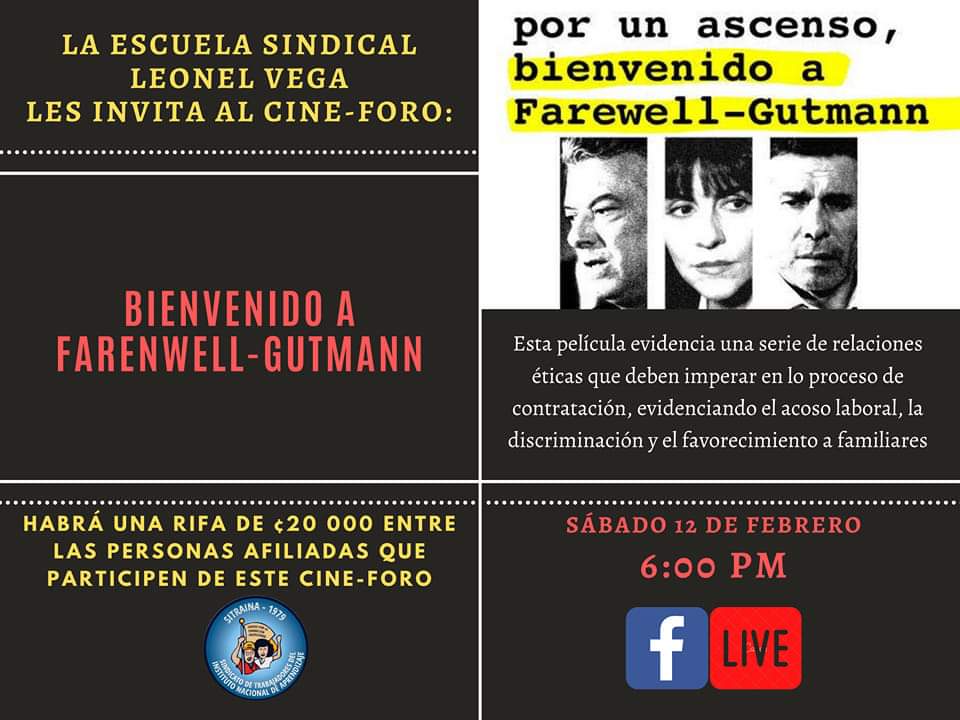 LA ESCUELA SINDICAL
LEONEL VEGA
LES INVITA AL CINE-FORO:
por un ascenso,
bienvenido a
Farewell-Gutmann
BIENVENIDO A
FARENWELL-GUTMANN
Esta película evidencia una serie de relaciones
éticas que deben imperar en lo proceso de
contratación, evidenciando el acoso laboral, la
discriminación y el favorecimiento a familiares
HABRÁ UNA RIFA DE ¢20 000 ENTRE
LAS PERSONAS AFILIADAS QUE
PARTICIPEN DE ESTE CINE-FORO
SITRAINA - 1979
SINDICATO DE TRABAJADORES DEL
INSTITUTO NACIONAL DE APRENDIZAJE
SÁBADO 12 DE FEBRERO
6:00 PM
f
LIVE